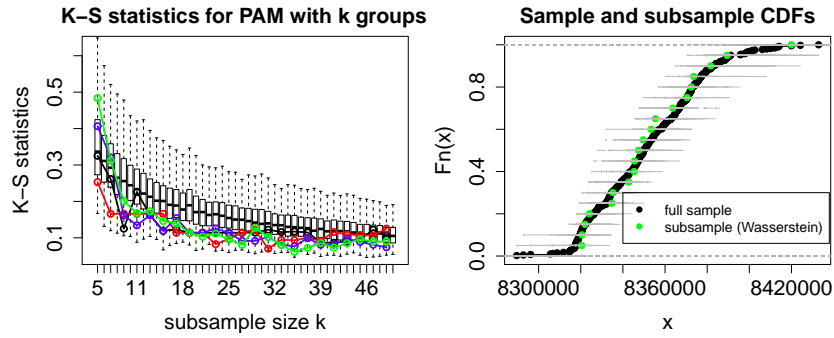 K−S statistics for PAM with k groups
K−S statistics
0.5
0.3
0.1
5 11 18 25 32 39 46
subsample size k
Sample and subsample CDFs
Fn(x)
0.8
0.4
0.0
full sample
subsample (Wasserstein)
8300000 8360000 8420000
x